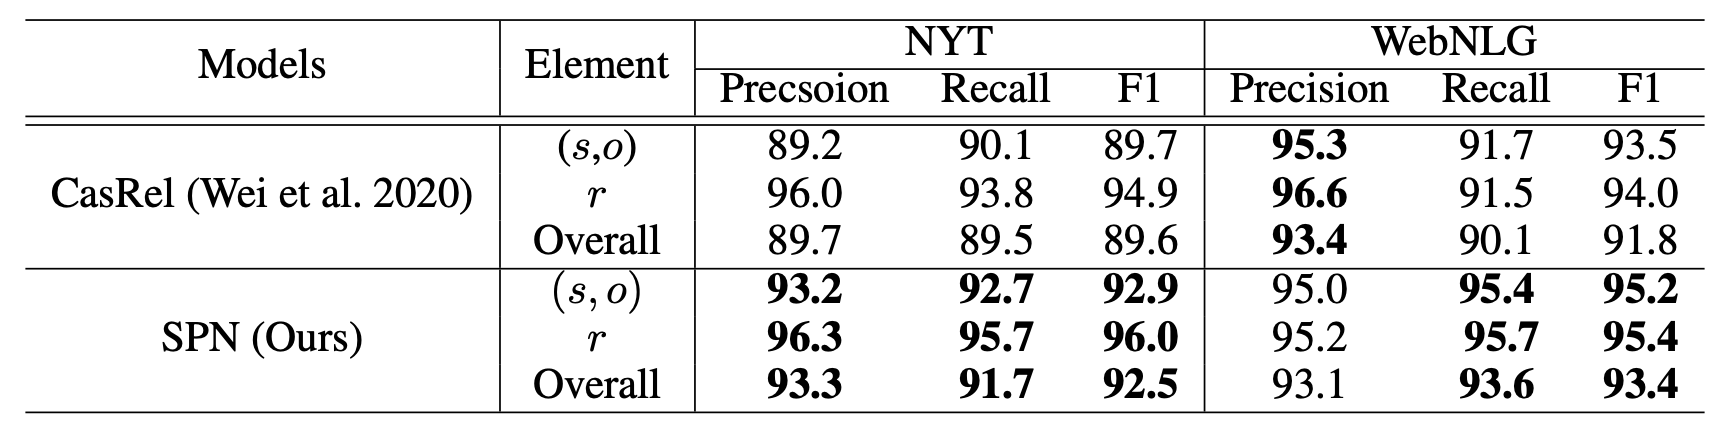 Models Element NYT WebNLG
Precsoion Recall F1 Precision Recall F1
CasRel (Wei et al. 2020) (s,o) 89.2 90.1 89.7 95.3 91.7 93.5
r 96.0 93.8 94.9 96.6 91.5 94.0
Overall 89.7 89.5 89.6 93.4 90.1 91.8
SPN (Ours) (s, o) 93.2 92.7 92.9 95.0 95.4 95.2
r 96.3 95.7 96.0 95.2 95.7 95.4
Overall 93.3 91.7 92.5 93.1 93.6 93.4